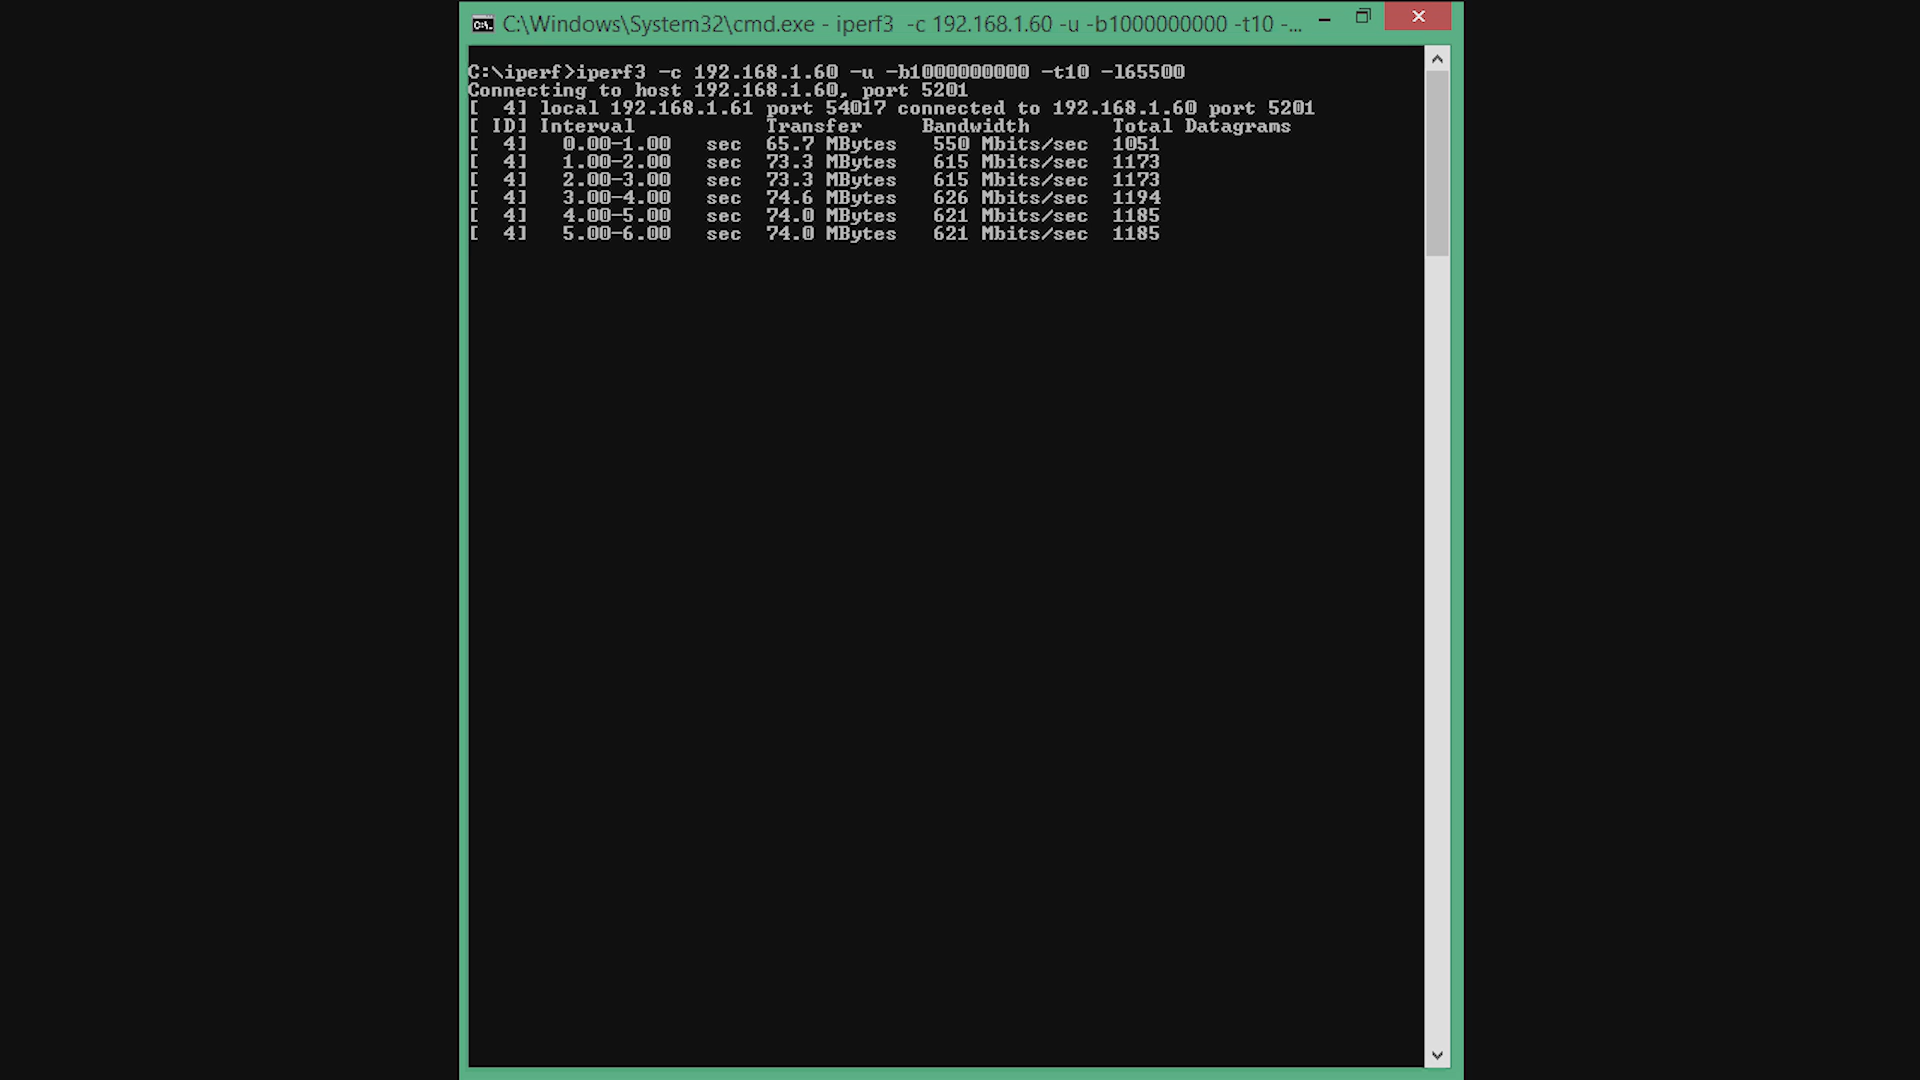 C:\Windows\System32\cmd.exe - iperf3  -c 192.168.1.60 -u -b1000000000 -t10 -...
C:\iperf>iperf3 -c 192.168.1.60 -u -b1000000000 -t10 -l65500
Connecting to host 192.168.1.60, port 5201
[  4] local 192.168.1.61 port 54017 connected to 192.168.1.60 port 5201
[ ID] Interval           Transfer     Bandwidth       Total Datagrams
[  4]   0.00-1.00   sec  65.7 MBytes   550 Mbits/sec  1051
[  4]   1.00-2.00   sec  73.3 MBytes   615 Mbits/sec  1173
[  4]   2.00-3.00   sec  73.3 MBytes   615 Mbits/sec  1173
[  4]   3.00-4.00   sec  74.6 MBytes   626 Mbits/sec  1194
[  4]   4.00-5.00   sec  74.0 MBytes   621 Mbits/sec  1185
[  4]   5.00-6.00   sec  74.0 MBytes   621 Mbits/sec  1185